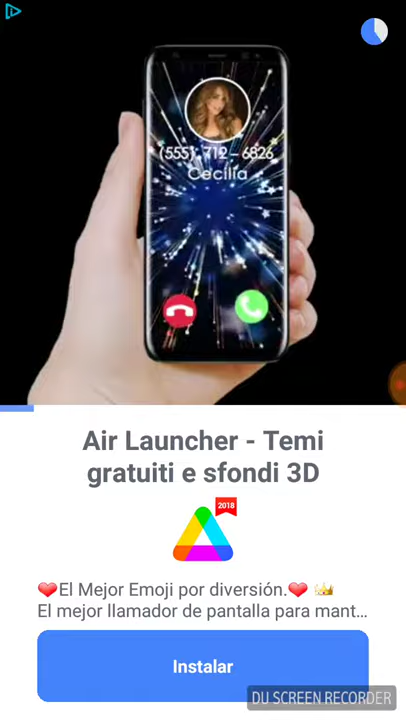 (555) 712-6826
Cecilia
Air Launcher - Temi
gratuiti e sfondi 3D
2018
❤️El Mejor Emoji por diversión.❤️ 👑
El mejor llamador de pantalla para mant...
Instalar
DU SCREEN RECORDER